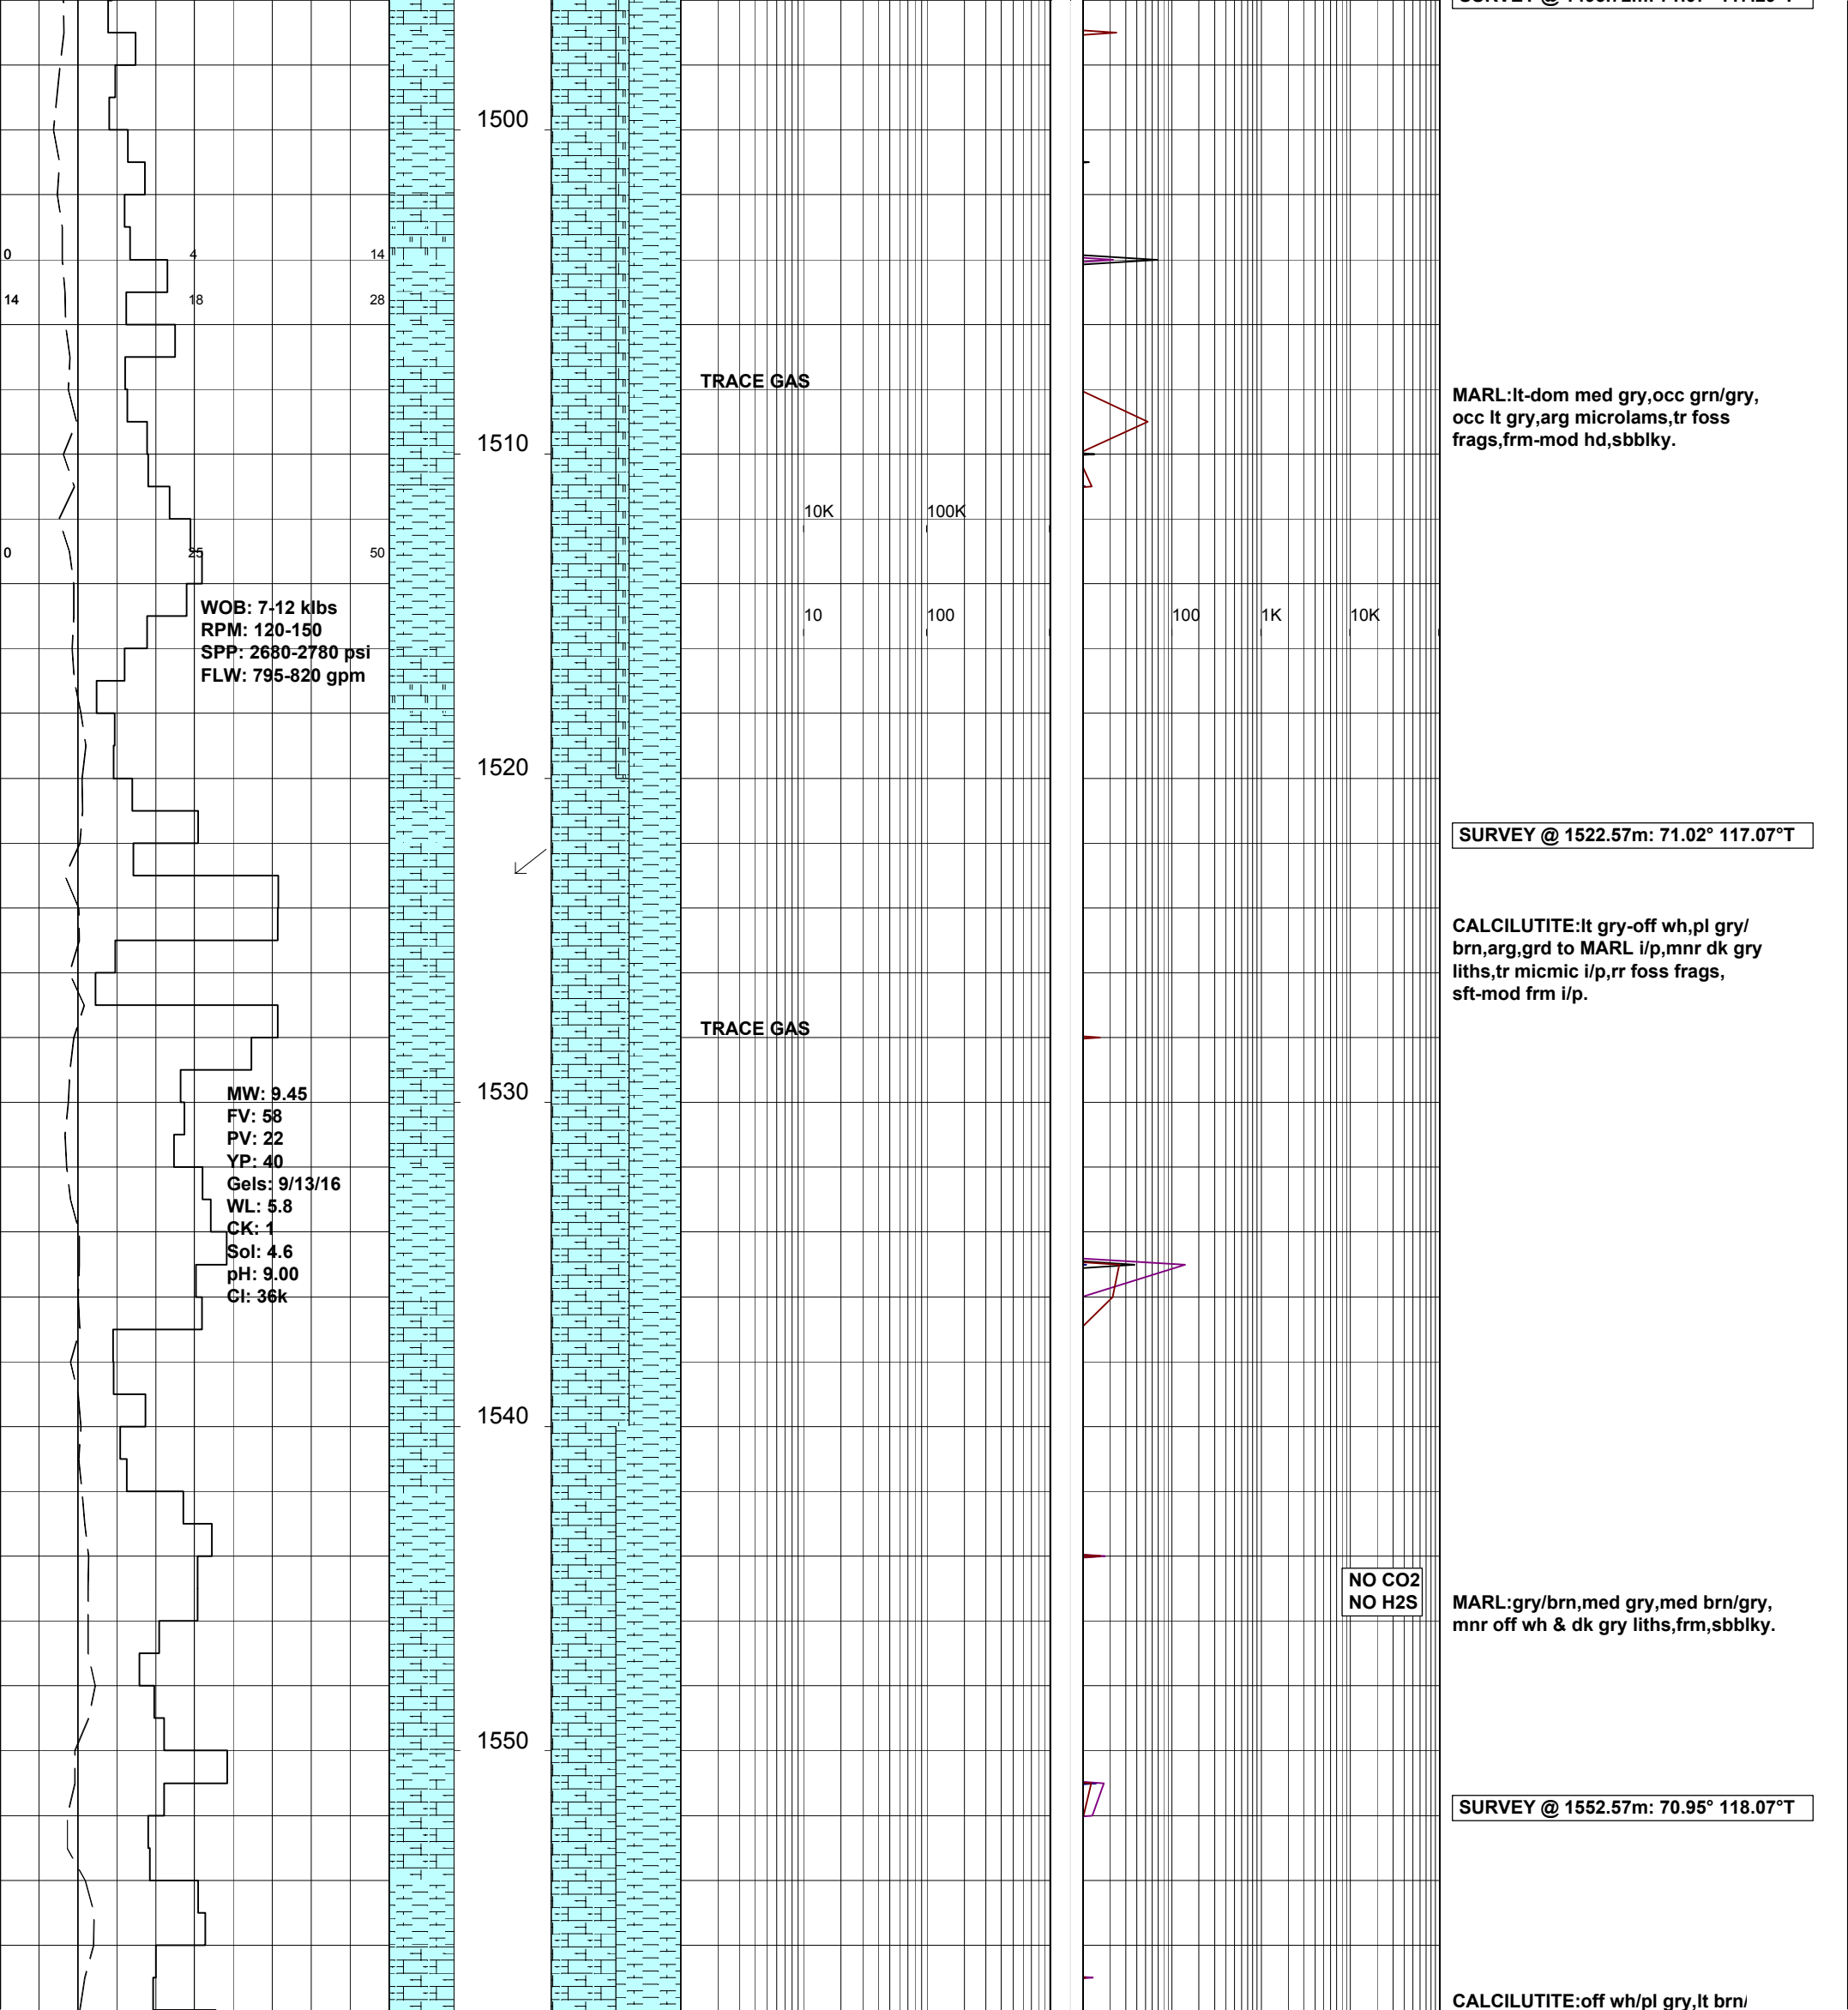 1500
0 4 14
14 18 28
TRACE GAS
MARL:lt-dom med gry,occ grn/gry,
occ lt gry,arg microlams,tr foss
frags,frm-mod hd,sbblky.
1510
10K 100K
0 25 50
WOB: 7-12 klbs
RPM: 120-150
SPP: 2680-2780 psi
FLW: 795-820 gpm
10 100 100 1K 10K
1520
SURVEY @ 1522.57m: 71.02° 117.07°T
CALCILUTITE:lt gry-off wh,pl gry/
brn,arg,grd to MARL i/p,mnr dk gry
liths,tr micmic i/p,rr foss frags,
sft-mod frm i/p.
TRACE GAS
1530
MW: 9.45
FV: 58
PV: 22
YP: 40
Gels: 9/13/16
WL: 5.8
CK: 1
Sol: 4.6
pH: 9.00
Cl: 36k
1540
NO CO2
NO H2S
MARL:gry/brn,med gry,med brn/gry,
mnr off wh & dk gry liths,frm,sbblky.
1550
SURVEY @ 1552.57m: 70.95° 118.07°T
CALCILUTITE:off wh/pl gry,lt brn/